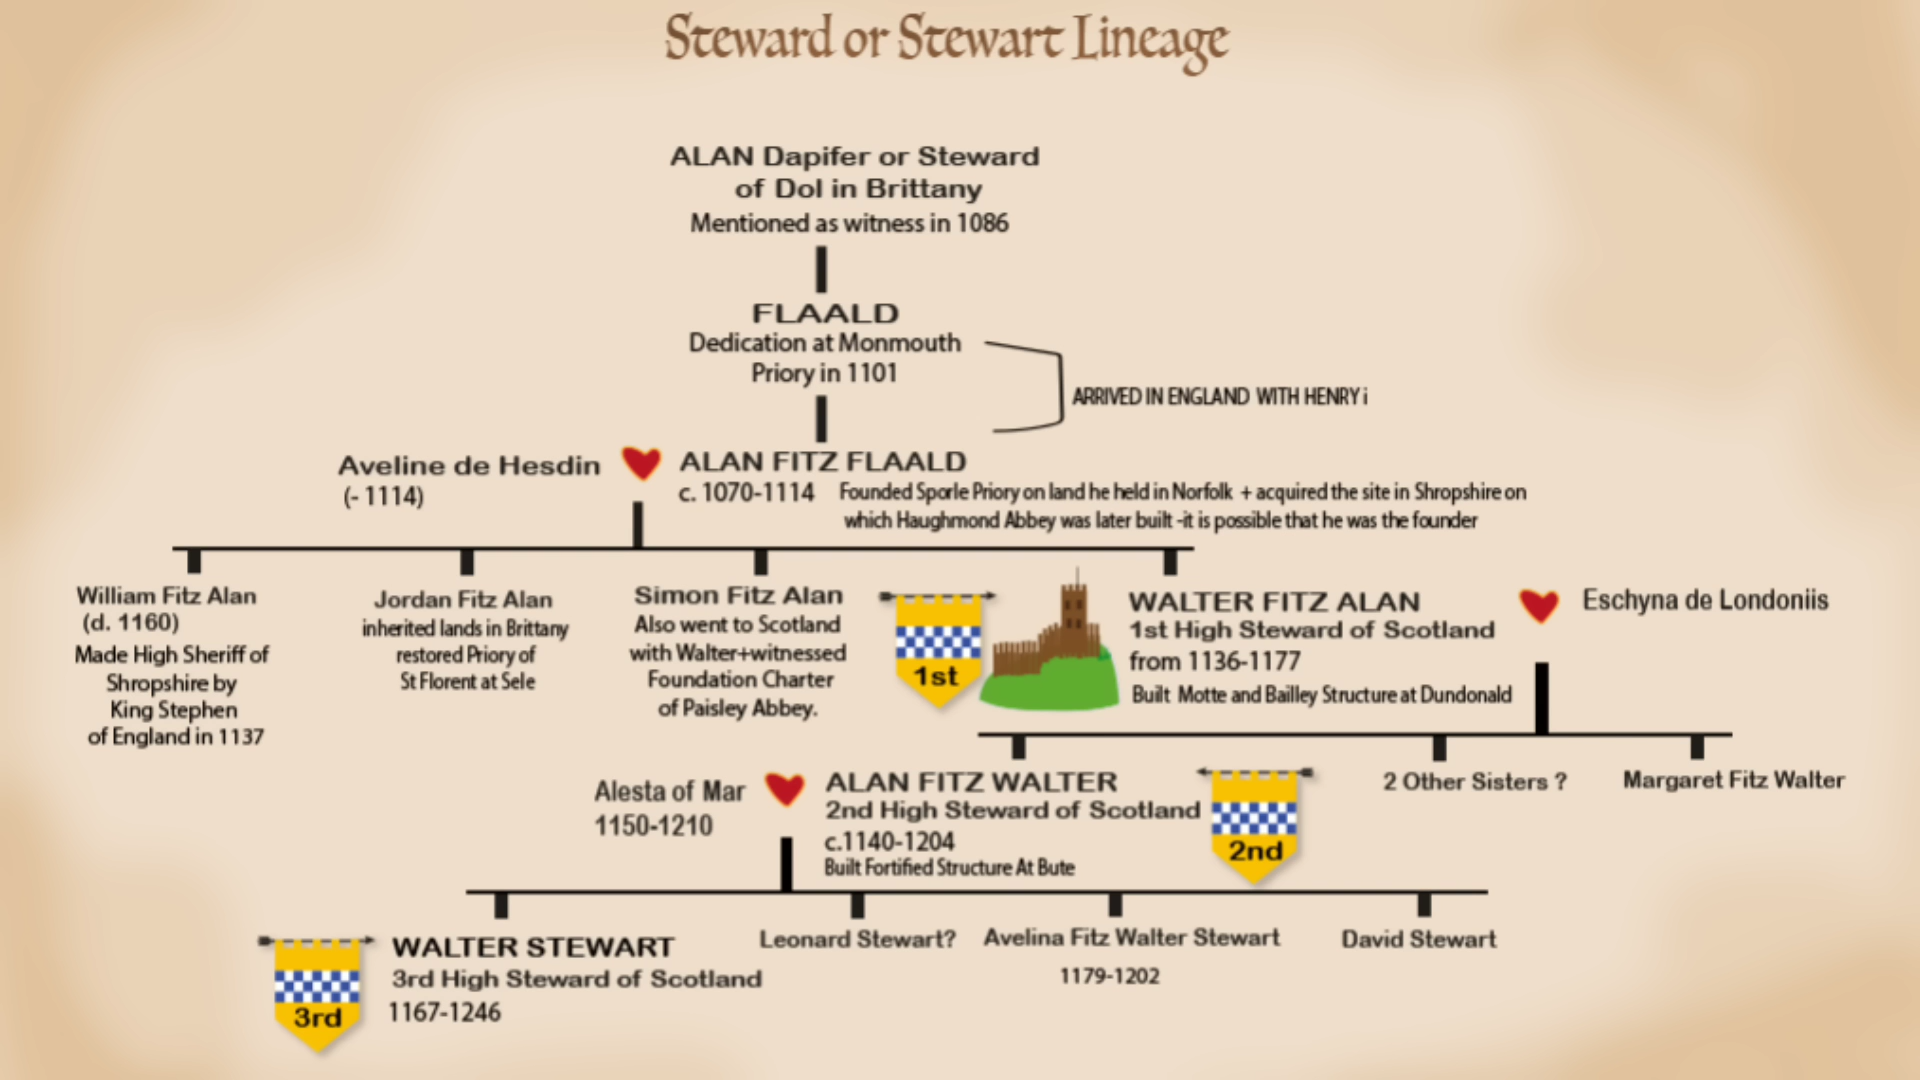 Steward or Stewart Lineage
ALAN Dapifer or Steward
of Dol in Brittany
Mentioned as witness in 1086
FLAALD
Dedication at Monmouth
Priory in 1101
ARRIVED IN ENGLAND WITH HENRY i
Aveline de Hesdin
(- 1114)
ALAN FITZ FLAALD
c. 1070-1114
Founded Sporle Priory on land he held in Norfolk + acquired the site in Shropshire on
which Haughmond Abbey was later built -it is possible that he was the founder
William Fitz Alan
(d. 1160)
Made High Sheriff of
Shropshire by
King Stephen
of England in 1137
Jordan Fitz Alan
inherited lands in Brittany
restored Priory of
St Florent at Sele
Simon Fitz Alan
Also went to Scotland
with Walter+witnessed
Foundation Charter
of Paisley Abbey.
1st
WALTER FITZ ALAN
1st High Steward of Scotland
from 1136-1177
Built Motte and Bailley Structure at Dundonald
Eschyna de Londoniis
Alesta of Mar
1150-1210
ALAN FITZ WALTER
2nd High Steward of Scotland
c.1140-1204
Built Fortified Structure At Bute
2nd
2 Other Sisters ?
Margaret Fitz Walter
3rd
WALTER STEWART
3rd High Steward of Scotland
1167-1246
Leonard Stewart?
Avelina Fitz Walter Stewart
1179-1202
David Stewart